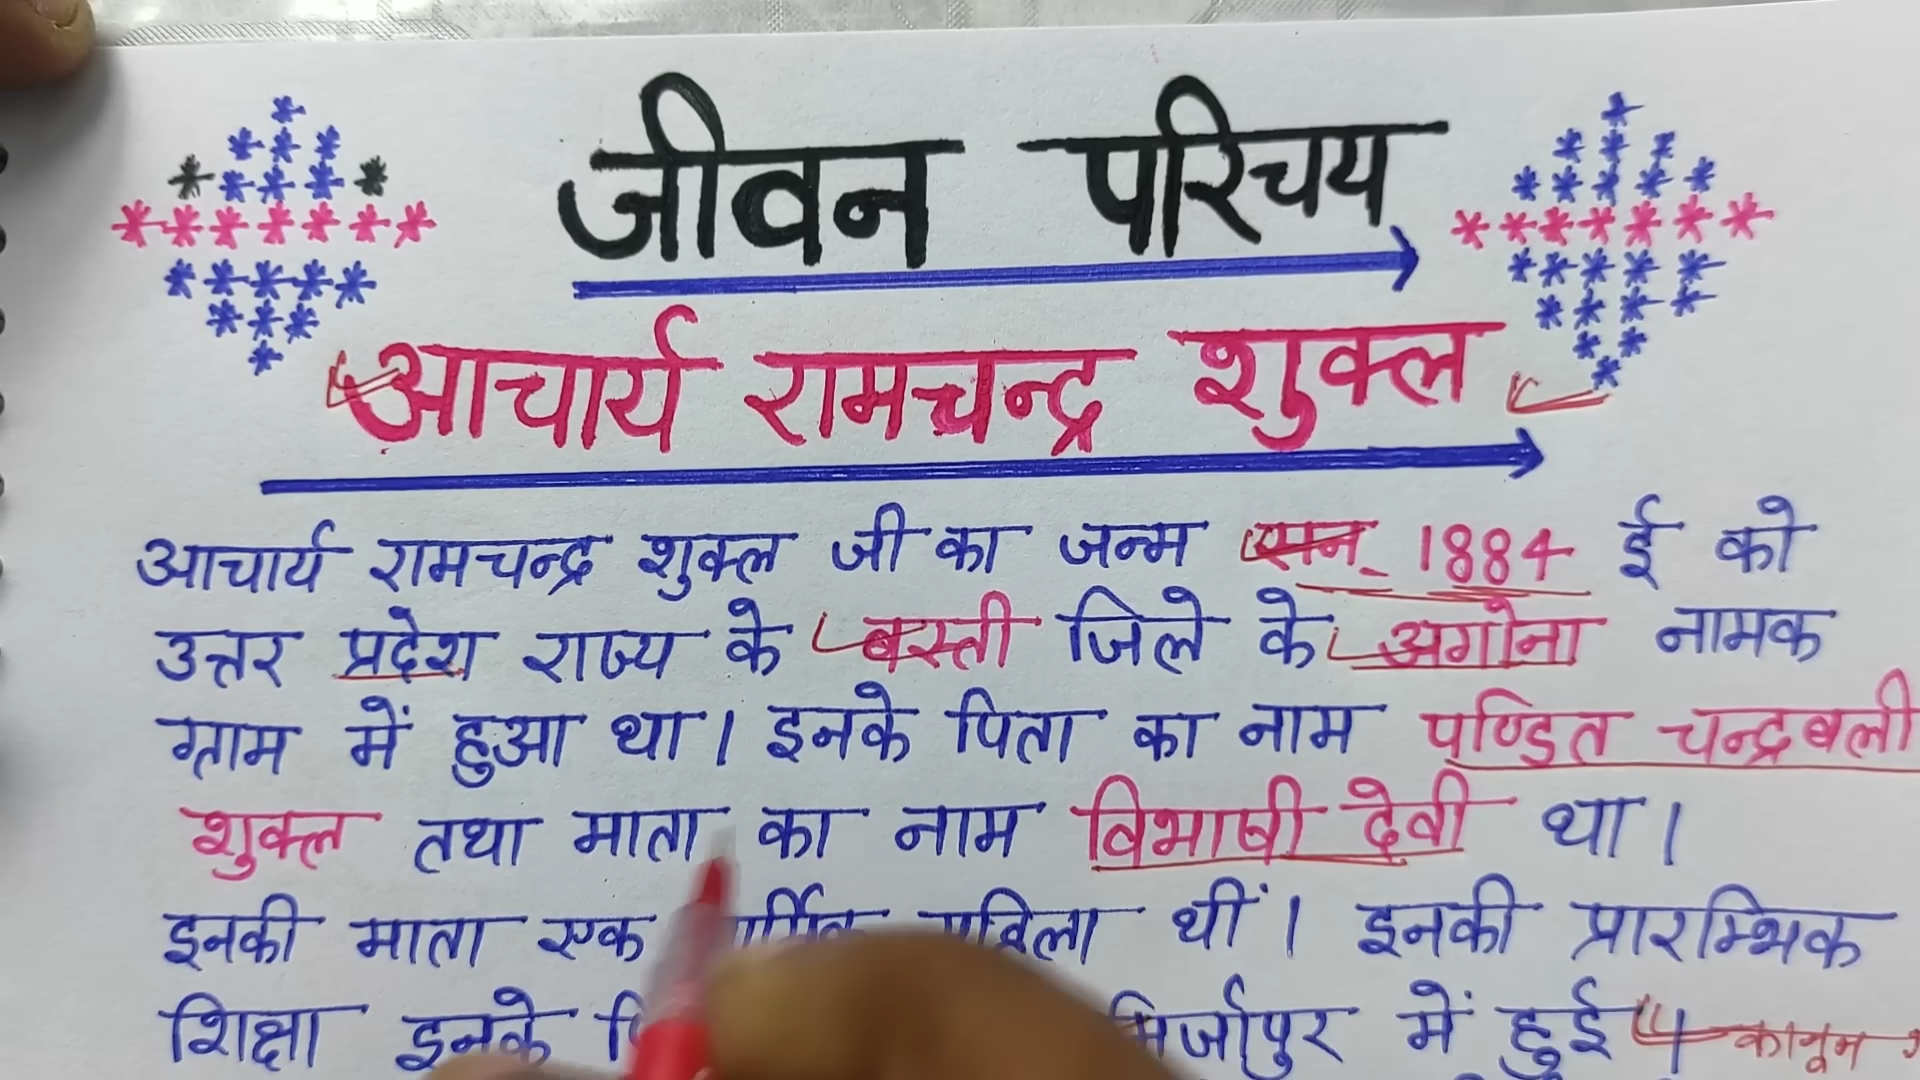 जीवन परिचय
आचार्य रामचन्द्र शुक्ल
आचार्य रामचन्द्र शुक्ल जी का जन्म सन् 1884 ई को
उत्तर प्रदेश राज्य के बस्ती जिले के अगोना नामक
ग्राम में हुआ था। इनके पिता का नाम पण्डित चन्द्रबली
शुक्ल तथा माता का नाम विभाषी देवी था।
इनकी माता एक महिला थीं। इनकी प्रारम्भिक
शिक्षा इनके मिर्जापुर में हुई। कानून